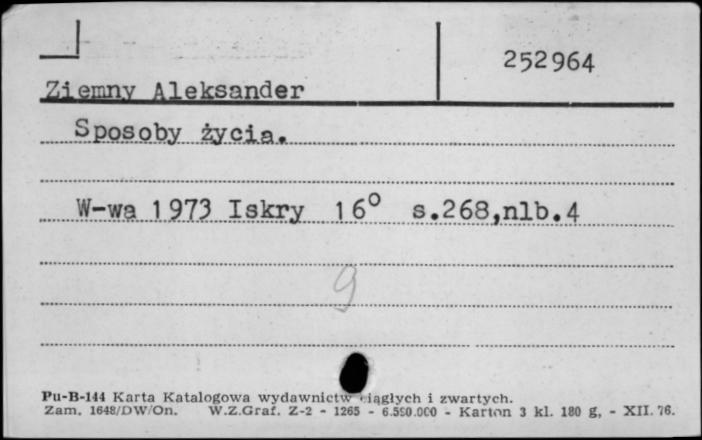 252964
Ziemny Aleksander
Sposoby życia.
W-wa 1973 Iskry 16° s.268,nlb.4
9
Pu-B-144 Karta Katalogowa wydawnictw ciągłych i zwartych.
Zam. 1648/DW/On. W.Z.Graf. Z-2 - 1265 - 6.550.000 - Karton 3 kl. 180 g, - XII. 76.